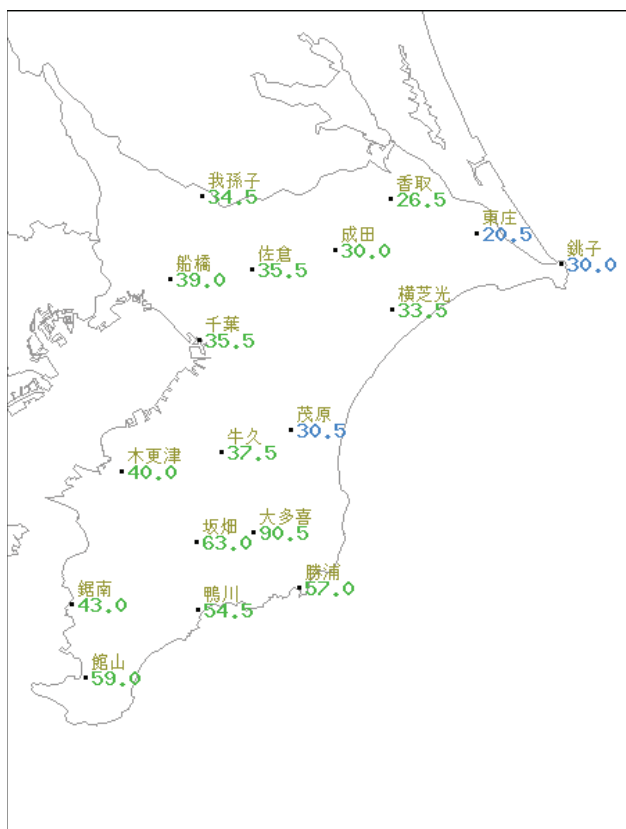 我孫子
34.5
香取
26.5
東庄
20.5
銚子
30.0
成田
30.0
佐倉
35.5
船橋
39.0
横芝光
33.5
千葉
35.5
茂原
30.5
牛久
37.5
木更津
40.0
大多喜
90.5
坂畑
63.0
勝浦
57.0
鋸南
43.0
鴨川
54.5
館山
59.0